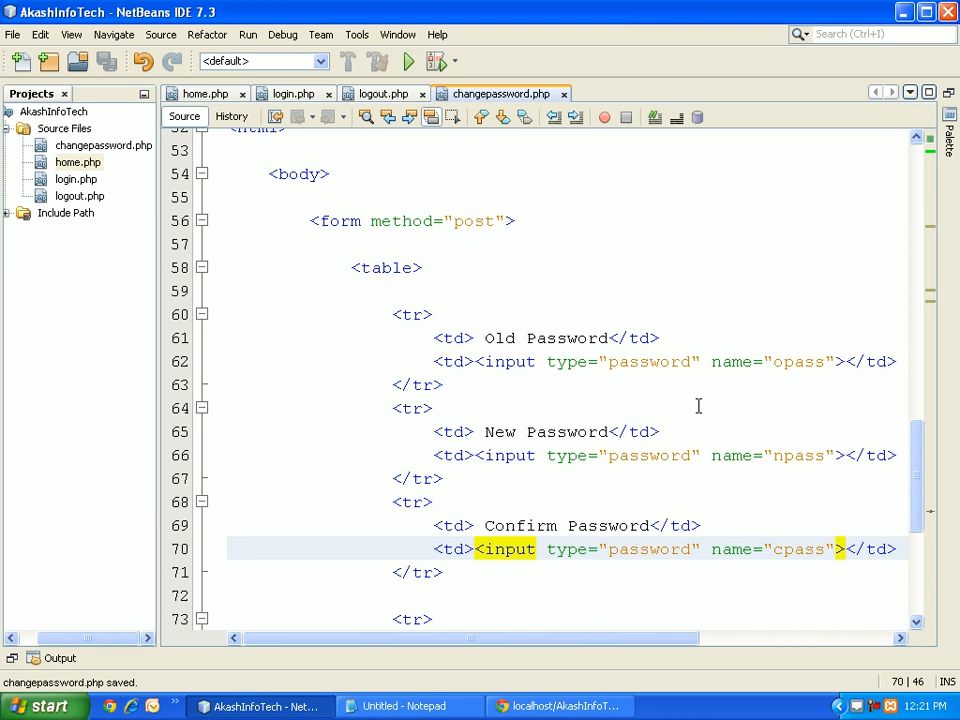 AkashInfoTech - NetBeans IDE 7.3
File Edit View Navigate Source Refactor Run Debug Team Tools Window Help
Search (Ctrl+I)
<default>
Projects
home.php login.php logout.php changepassword.php
AkashInfoTech
Source Files
changepassword.php
home.php
login.php
logout.php
Include Path
Source History
Palette
52 <html>
53
54 <body>
55
56 <form method="post">
57
58 <table>
59
60 <tr>
61 <td> Old Password</td>
62 <td><input type="password" name="opass"></td>
63 </tr>
64 <tr>
65 <td> New Password</td>
66 <td><input type="password" name="npass"></td>
67 </tr>
68 <tr>
69 <td> Confirm Password</td>
70 <td><input type="password" name="cpass"></td>
71 </tr>
72
73 <tr>
Output
changepassword.php saved.
70 | 46 INS
start AkashInfoTech - Net... Untitled - Notepad localhost/AkashInfoT... 12:21 PM